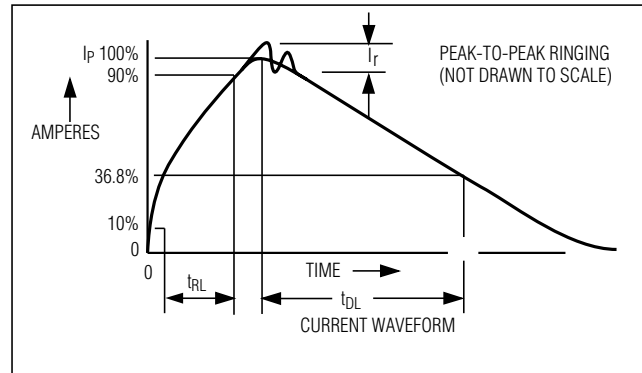 IP 100%
90%
AMPERES
36.8%
10%
0
0
tRL
TIME
tDL
CURRENT WAVEFORM
Ir
PEAK-TO-PEAK RINGING
(NOT DRAWN TO SCALE)